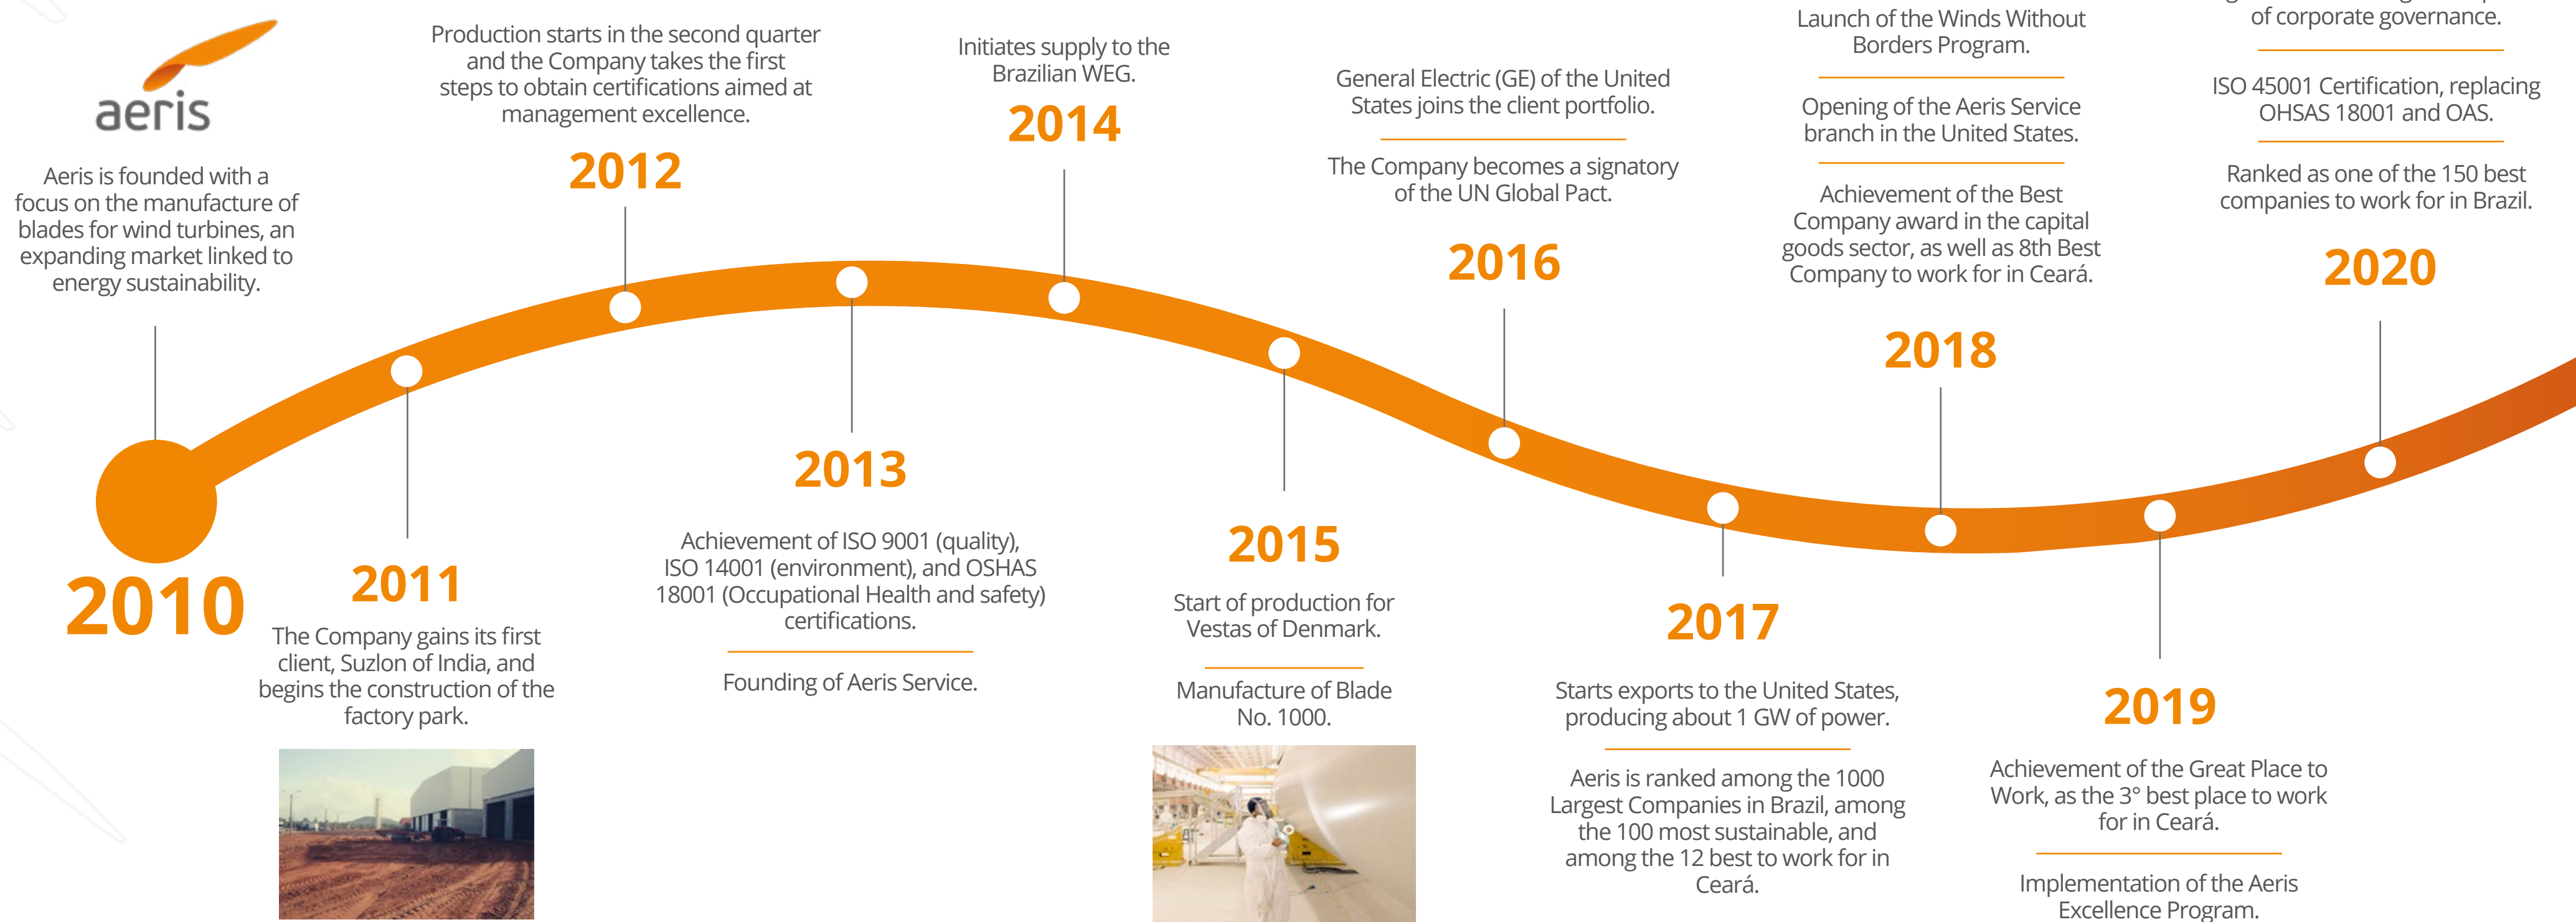 aeris
Aeris is founded with a
focus on the manufacture of
blades for wind turbines, an
expanding market linked to
energy sustainability.
2010
2011
The Company gains its first
client, Suzlon of India, and
begins the construction of the
factory park.
Production starts in the second quarter
and the Company takes the first
steps to obtain certifications aimed at
management excellence.
2012
2013
Achievement of ISO 9001 (quality),
ISO 14001 (environment), and OSHAS
18001 (Occupational Health and safety)
certifications.
Founding of Aeris Service.
Initiates supply to the
Brazilian WEG.
2014
2015
Start of production for
Vestas of Denmark.
Manufacture of Blade
No. 1000.
General Electric (GE) of the United
States joins the client portfolio.
The Company becomes a signatory
of the UN Global Pact.
2016
2017
Starts exports to the United States,
producing about 1 GW of power.
Aeris is ranked among the 1000
Largest Companies in Brazil, among
the 100 most sustainable, and
among the 12 best to work for in
Ceará.
Launch of the Winds Without
Borders Program.
Opening of the Aeris Service
branch in the United States.
Achievement of the Best
Company award in the capital
goods sector, as well as 8th Best
Company to work for in Ceará.
2018
2019
Achievement of the Great Place to
Work, as the 3° best place to work
for in Ceará.
Implementation of the Aeris
Excellence Program.
of corporate governance.
ISO 45001 Certification, replacing
OHSAS 18001 and OAS.
Ranked as one of the 150 best
companies to work for in Brazil.
2020